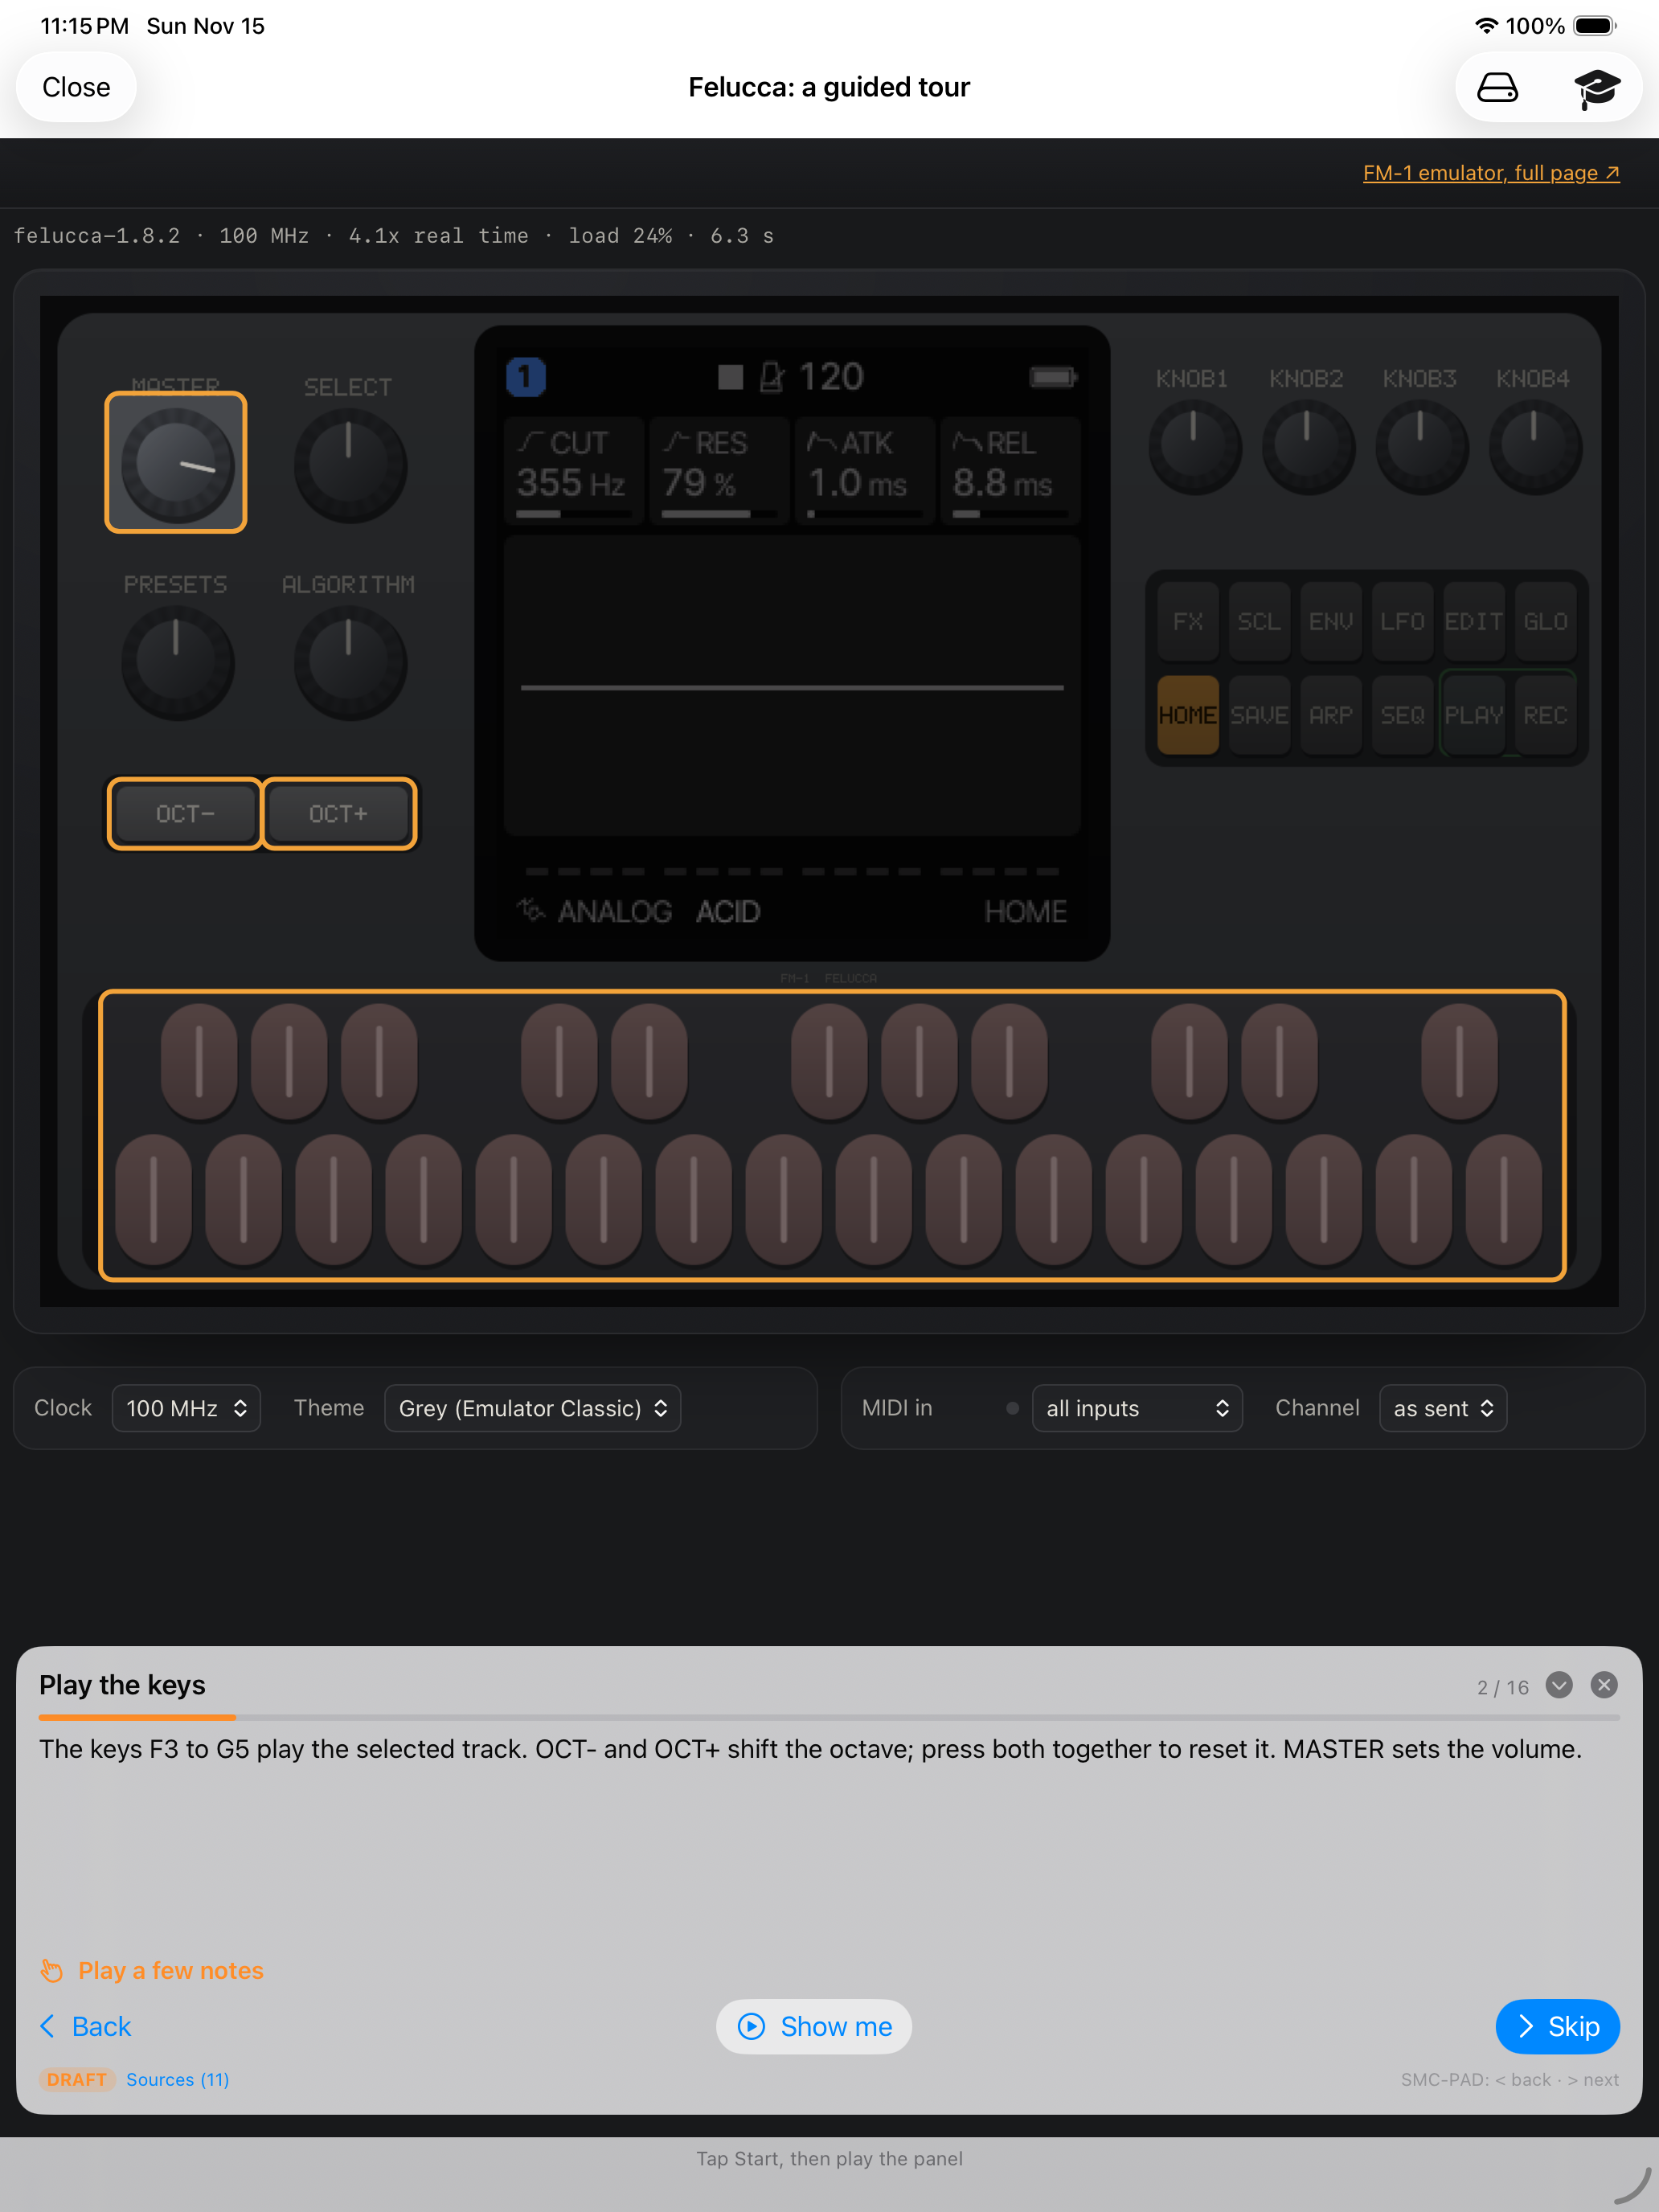 11:15 PM Sun Nov 15
100%
Close
Felucca: a guided tour
FM-1 emulator, full page ↗
felucca-1.8.2 · 100 MHz · 4.1x real time · load 24% · 6.3 s
MASTER
SELECT
PRESETS
ALGORITHM
OCT-
OCT+
1
120
CUT
355 Hz
RES
79 %
ATK
1.0 ms
REL
8.8 ms
ANALOG ACID
HOME
KNOB1
KNOB2
KNOB3
KNOB4
FX
SCL
ENV
LFO
EDIT
GLO
HOME
SAVE
ARP
SEQ
PLAY
REC
FM-1 FELUCCA
Clock
100 MHz
Theme
Grey (Emulator Classic)
MIDI in
all inputs
Channel
as sent
Play the keys
2 / 16
The keys F3 to G5 play the selected track. OCT- and OCT+ shift the octave; press both together to reset it. MASTER sets the volume.
Play a few notes
Back
Show me
Skip
DRAFT
Sources (11)
SMC-PAD: < back · > next
Tap Start, then play the panel